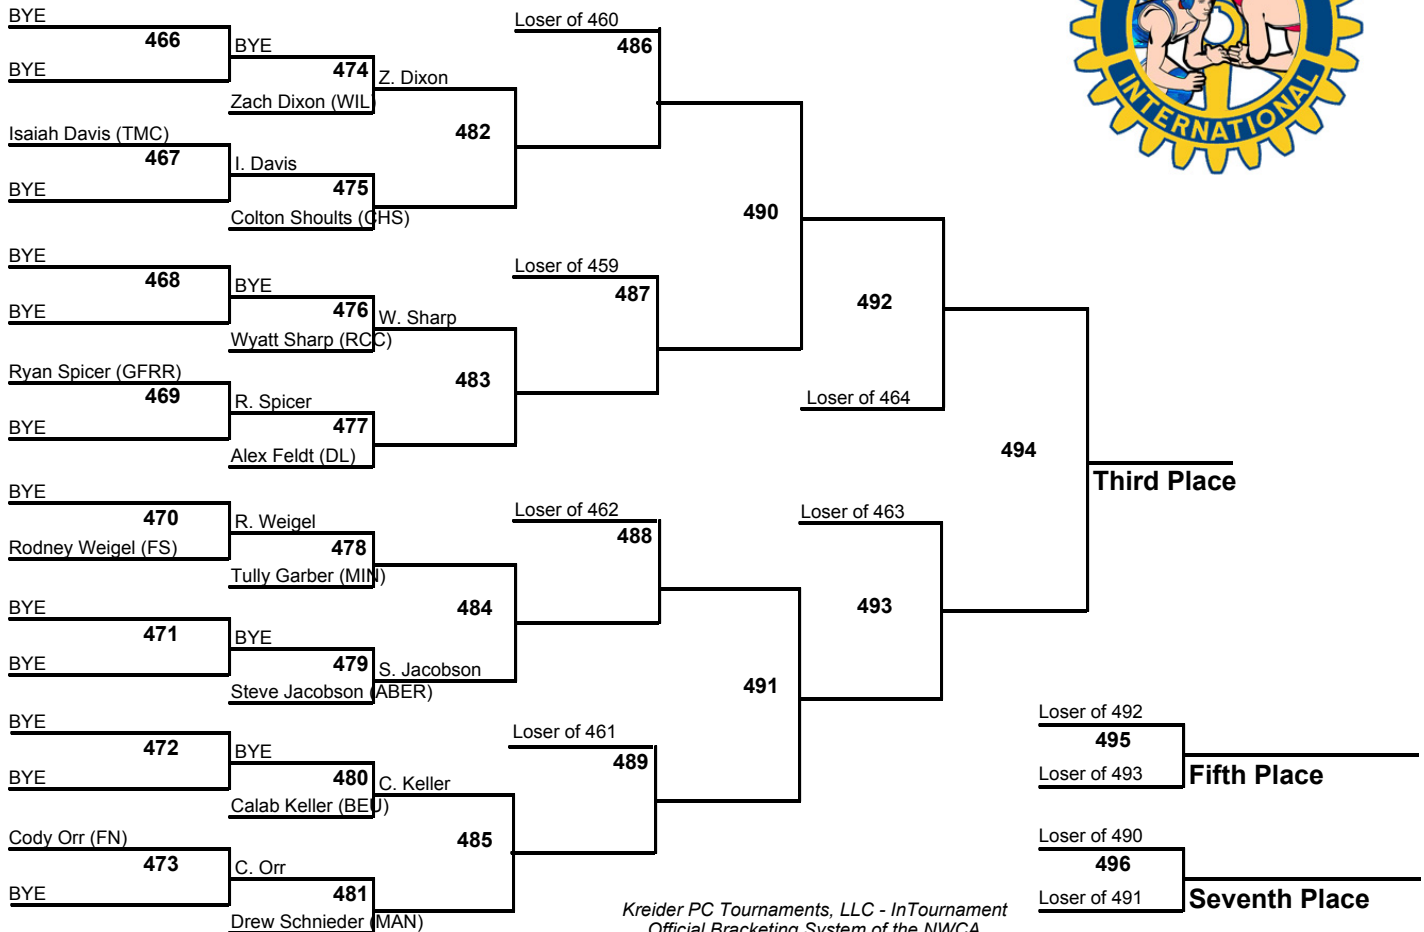 BYE
466
BYE
BYE
474
Zach Dixon (WIL)
Z. Dixon
Isaiah Davis (TMC)
467
BYE
I. Davis
475
Colton Shoults (CHS)
482
Loser of 460
486
BYE
468
BYE
BYE
476
Wyatt Sharp (RCC)
W. Sharp
Ryan Spicer (GFRR)
469
BYE
R. Spicer
477
Alex Feldt (DL)
483
Loser of 459
487
490
BYE
470
Rodney Weigel (FS)
R. Weigel
478
Tully Garber (MIN)
BYE
471
BYE
BYE
479
Steve Jacobson (ABER)
S. Jacobson
484
Loser of 462
488
BYE
472
BYE
BYE
480
Calab Keller (BEU)
C. Keller
Cody Orr (FN)
473
BYE
C. Orr
481
Drew Schnieder (MAN)
485
Loser of 461
489
491
492
Loser of 464
Loser of 463
493
494
Third Place
Loser of 492
495
Loser of 493
Fifth Place
Loser of 490
496
Loser of 491
Seventh Place
INTERNATIONAL
Kreider PC Tournaments, LLC - InTournament
Official Bracketing System of the NWCA